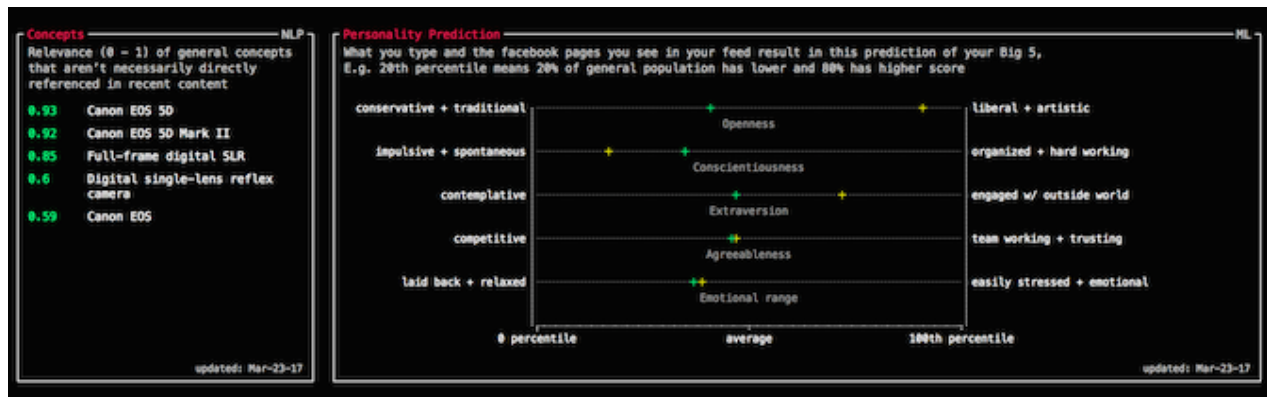 Concepts NLP
Relevance (0 – 1) of general concepts
that aren't necessarily directly
referenced in recent content
0.93 Canon EOS 5D
0.92 Canon EOS 5D Mark II
0.85 Full-frame digital SLR
0.6 Digital single-lens reflex
camera
0.59 Canon EOS
updated: Mar-23-17
Personality Prediction ML
What you type and the facebook pages you see in your feed result in this prediction of your Big 5,
E.g. 20th percentile means 20% of general population has lower and 80% has higher score
conservative + traditional liberal + artistic
Openness
impulsive + spontaneous organized + hard working
Conscientiousness
contemplative engaged w/ outside world
Extraversion
competitive team working + trusting
Agreeableness
laid back + relaxed easily stressed + emotional
Emotional range
0 percentile average 100th percentile
updated: Mar-23-17